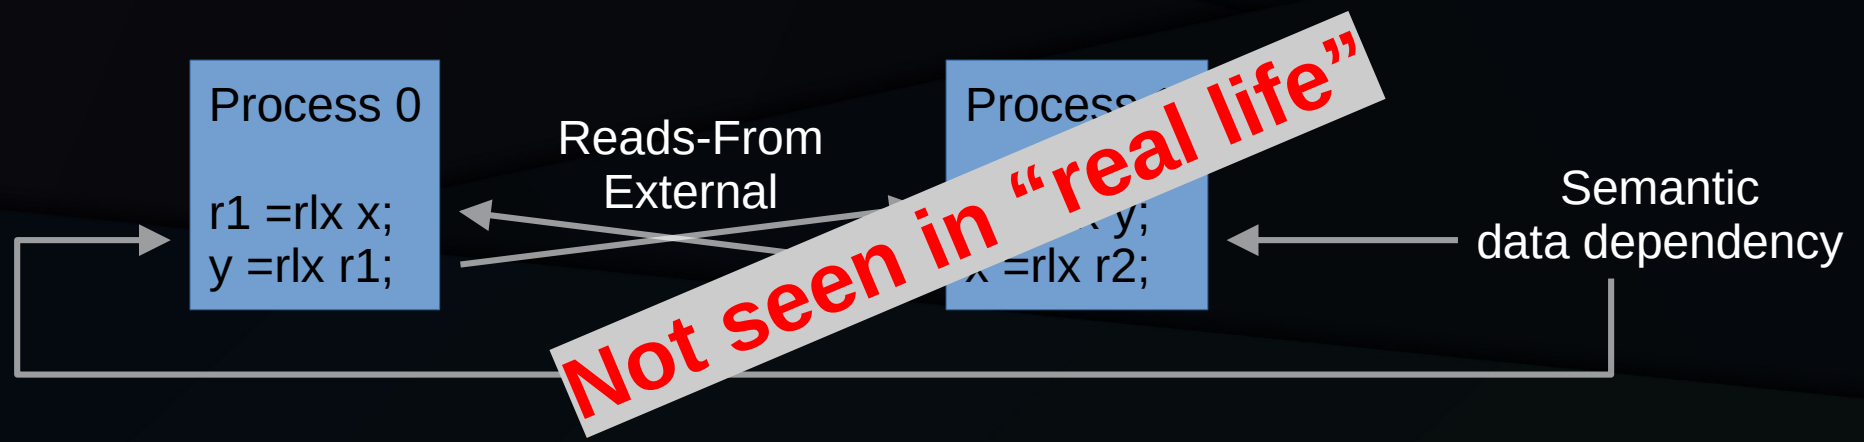 Process 0
r1 =rlx x;
y =rlx r1;
Reads-From
External
Process
y;
=rlx r2;
Not seen in “real life”
Semantic
data dependency